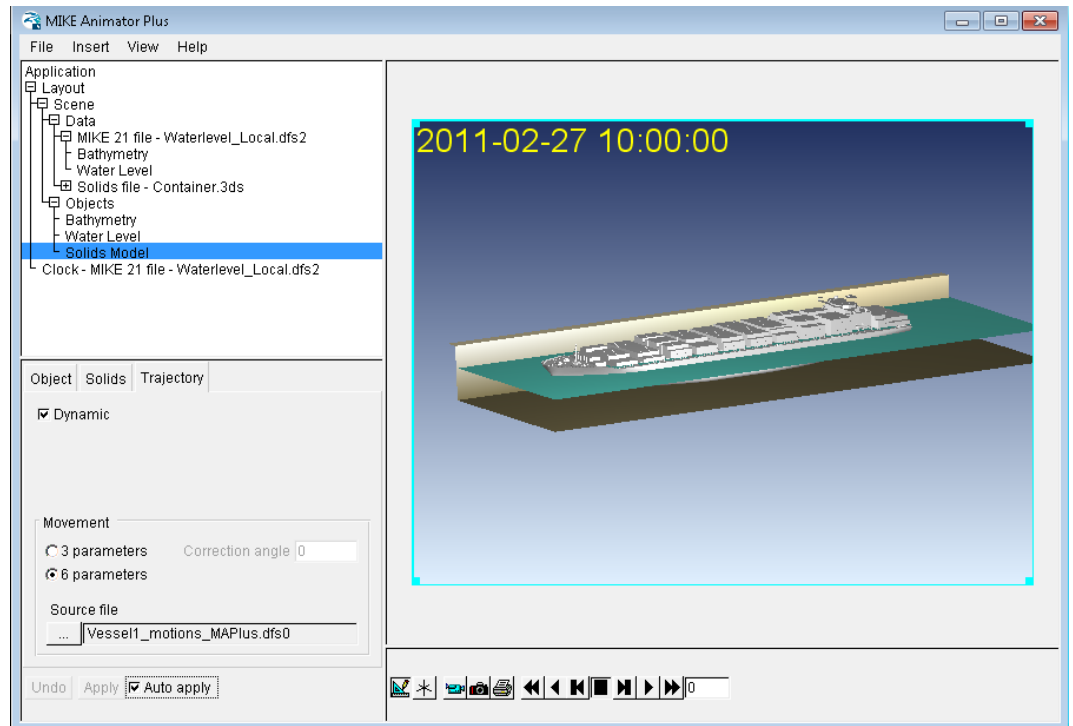 MIKE Animator Plus
File Insert View Help
Application
Layout
Scene
Data
MIKE 21 file - Waterlevel_Local.dfs2
Bathymetry
Water Level
Solids file - Container.3ds
Objects
Bathymetry
Water Level
Solids Model
Clock - MIKE 21 file - Waterlevel_Local.dfs2
2011-02-27 10:00:00
Object Solids Trajectory
Dynamic
Movement
3 parameters Correction angle 0
6 parameters
Source file
... Vessel1_motions_MAPlus.dfs0
Undo Apply Auto apply
0